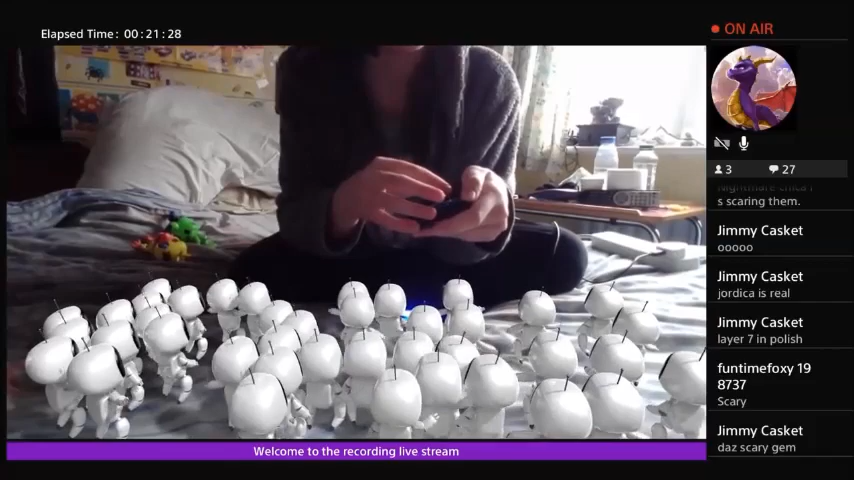 Elapsed Time: 00:21:28
ON AIR
3 27
s scaring them.
Jimmy Casket
ooooo
Jimmy Casket
jordica is real
Jimmy Casket
layer 7 in polish
funtimefoxy 19
8737
Scary
Jimmy Casket
daz scary gem
Welcome to the recording live stream